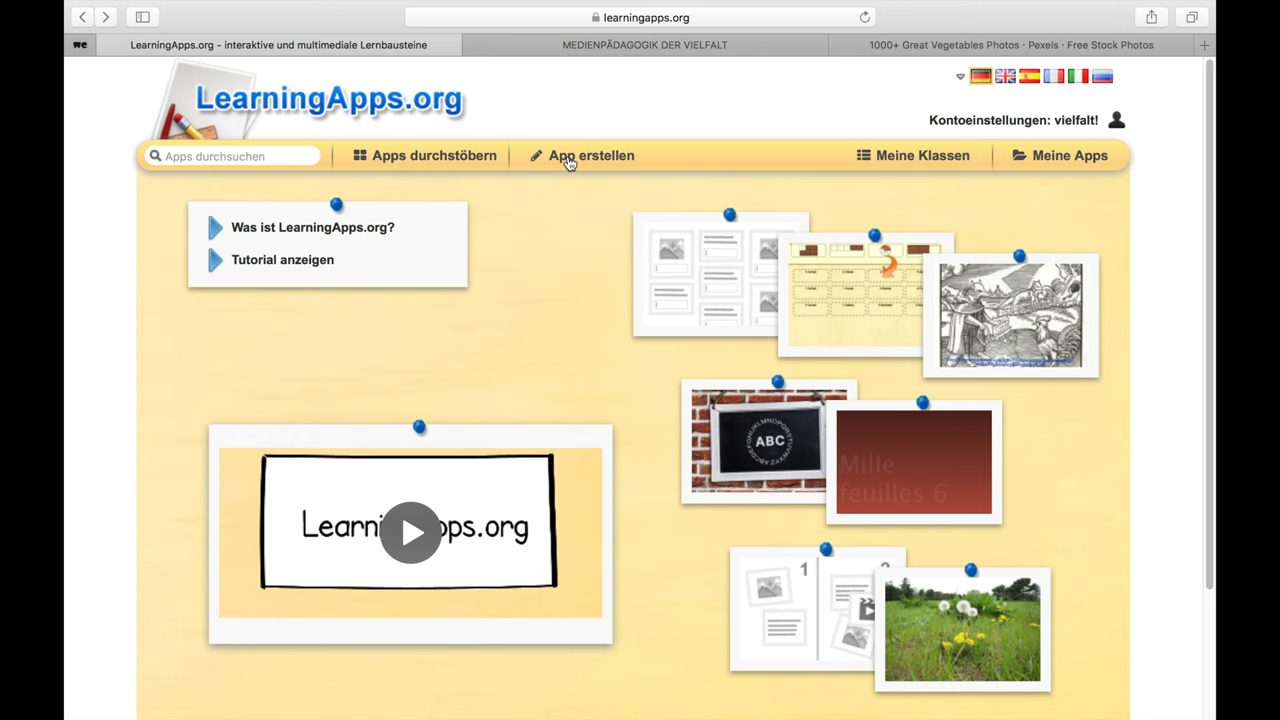 learningapps.org
we
LearningApps.org - interaktive und multimediale Lernbausteine
MEDIENPÄDAGOGIK DER VIELFALT
1000+ Great Vegetables Photos · Pexels · Free Stock Photos
LearningApps.org
Kontoeinstellungen: vielfalt!
Apps durchsuchen
Apps durchstöbern
App erstellen
Meine Klassen
Meine Apps
Was ist LearningApps.org?
Tutorial anzeigen
ABC
Mille
feuilles 6
1